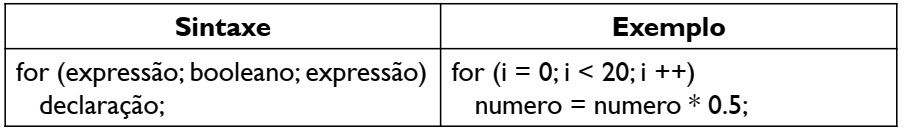 Sintaxe Exemplo
for (expressão; booleano; expressão) for (i = 0; i < 20; i ++)
declaração; numero = numero * 0.5;